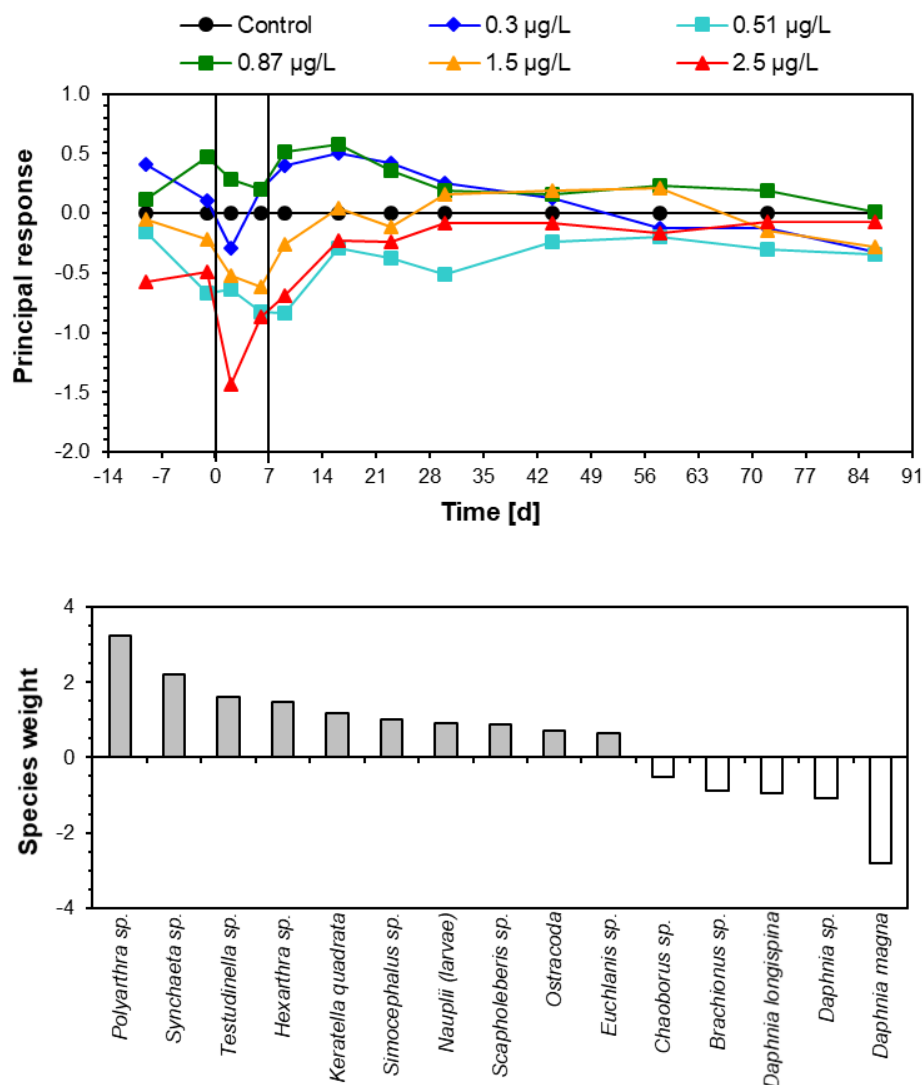 Control 0.3 µg/L 0.51 µg/L
0.87 µg/L 1.5 µg/L 2.5 µg/L
1.0
0.5
0.0
-0.5
-1.0
-1.5
-2.0
Principal response
-14 -7 0 7 14 21 28 35 42 49 56 63 70 77 84 91
Time [d]
4
2
0
-2
-4
Species weight
Polyarthra sp.
Synchaeta sp.
Testudinella sp.
Hexarthra sp.
Keratella quadrata
Simocephalus sp.
Nauplii (larvae)
Scapholeberis sp.
Ostracoda
Euchlanis sp.
Chaoborus sp.
Brachionus sp.
Daphnia longispina
Daphnia sp.
Daphnia magna